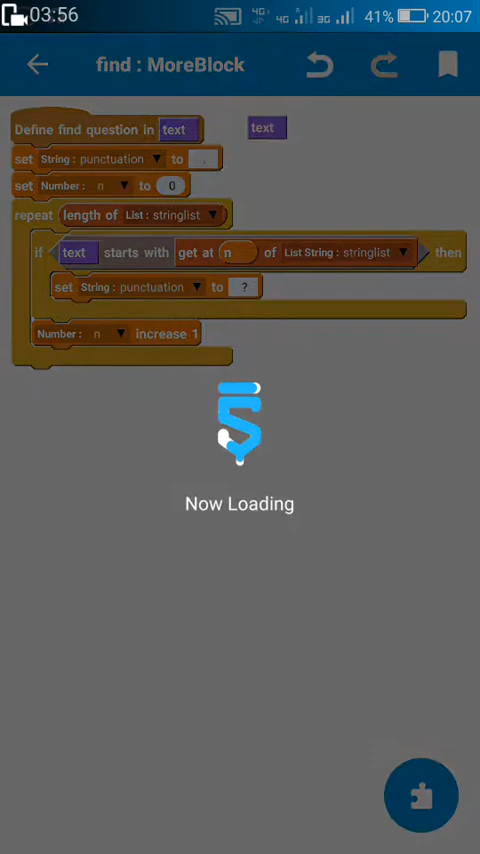 03:56 4G 4G 3G 41% 20:07
find : MoreBlock
Define find question in text text
set String : punctuation to .
set Number : n to 0
repeat length of List : stringlist
if text starts with get at n of List String : stringlist then
set String : punctuation to ?
Number : n increase 1
Now Loading